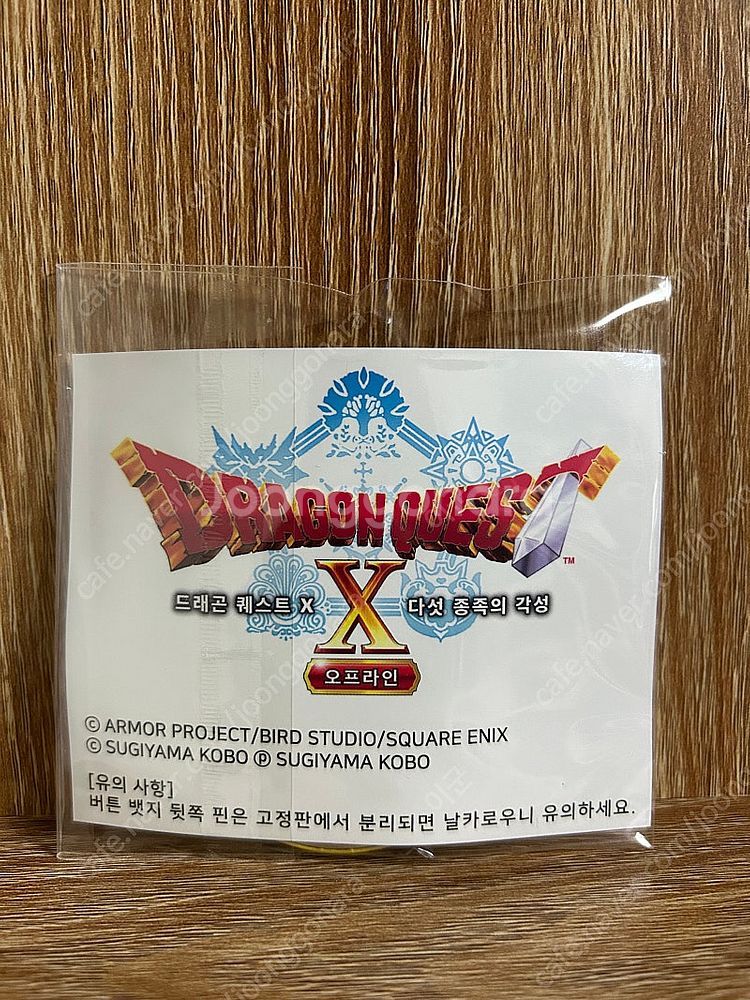 DRAGON QUEST
TM
드래곤 퀘스트 X X 다섯 종족의 각성
오프라인
© ARMOR PROJECT/BIRD STUDIO/SQUARE ENIX
© SUGIYAMA KOBO ℗ SUGIYAMA KOBO
[유의 사항]
버튼 뱃지 뒷쪽 핀은 고정판에서 분리되면 날카로우니 유의하세요.